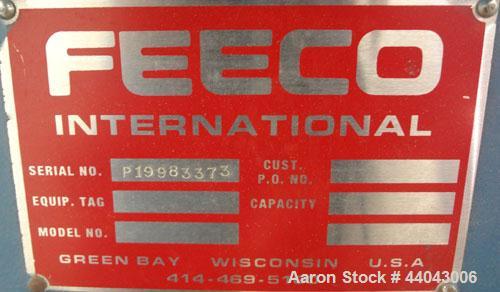 FEECO
INTERNATIONAL
SERIAL NO. P19983373 CUST. P.O. NO.
EQUIP. TAG CAPACITY
MODEL NO.
GREEN BAY WISCONSIN U.S.A
Aaron Stock # 44043006